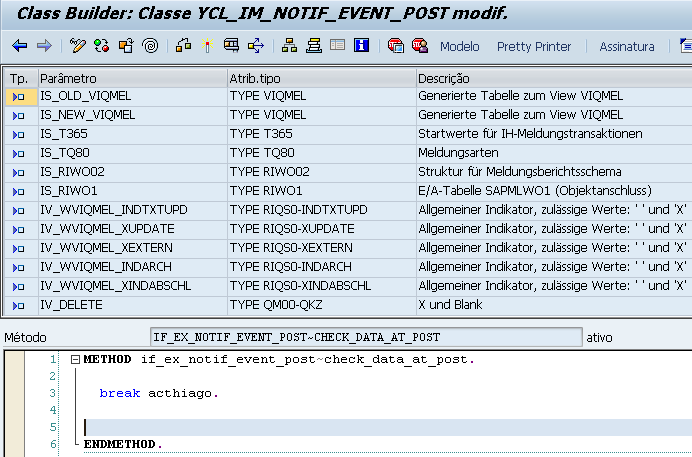 Class Builder: Classe YCL_IM_NOTIF_EVENT_POST modif.
Modelo Pretty Printer Assinatura
Tp. Parâmetro Atrib.tipo Descrição
IS_OLD_VIQMEL TYPE VIQMEL Generierte Tabelle zum View VIQMEL
IS_NEW_VIQMEL TYPE VIQMEL Generierte Tabelle zum View VIQMEL
IS_T365 TYPE T365 Startwerte für IH-Meldungstransaktionen
IS_TQ80 TYPE TQ80 Meldungsarten
IS_RIWO02 TYPE RIWO02 Struktur für Meldungsberichtsschema
IS_RIWO1 TYPE RIWO1 E/A-Tabelle SAPMLWO1 (Objektanschluss)
IV_WVIQMEL_INDTXTUPD TYPE RIQS0-INDTXTUPD Allgemeiner Indikator, zulässige Werte: ' ' und 'X'
IV_WVIQMEL_XUPDATE TYPE RIQS0-XUPDATE Allgemeiner Indikator, zulässige Werte: ' ' und 'X'
IV_WVIQMEL_XEXTERN TYPE RIQS0-XEXTERN Allgemeiner Indikator, zulässige Werte: ' ' und 'X'
IV_WVIQMEL_INDARCH TYPE RIQS0-INDARCH Allgemeiner Indikator, zulässige Werte: ' ' und 'X'
IV_WVIQMEL_XINDABSCHL TYPE RIQS0-XINDABSCHL Allgemeiner Indikator, zulässige Werte: ' ' und 'X'
IV_DELETE TYPE QM00-QKZ X und Blank
Método IF_EX_NOTIF_EVENT_POST~CHECK_DATA_AT_POST ativo
1 METHOD if_ex_notif_event_post~check_data_at_post.
2
3 break acthiago.
4
5
6 ENDMETHOD.